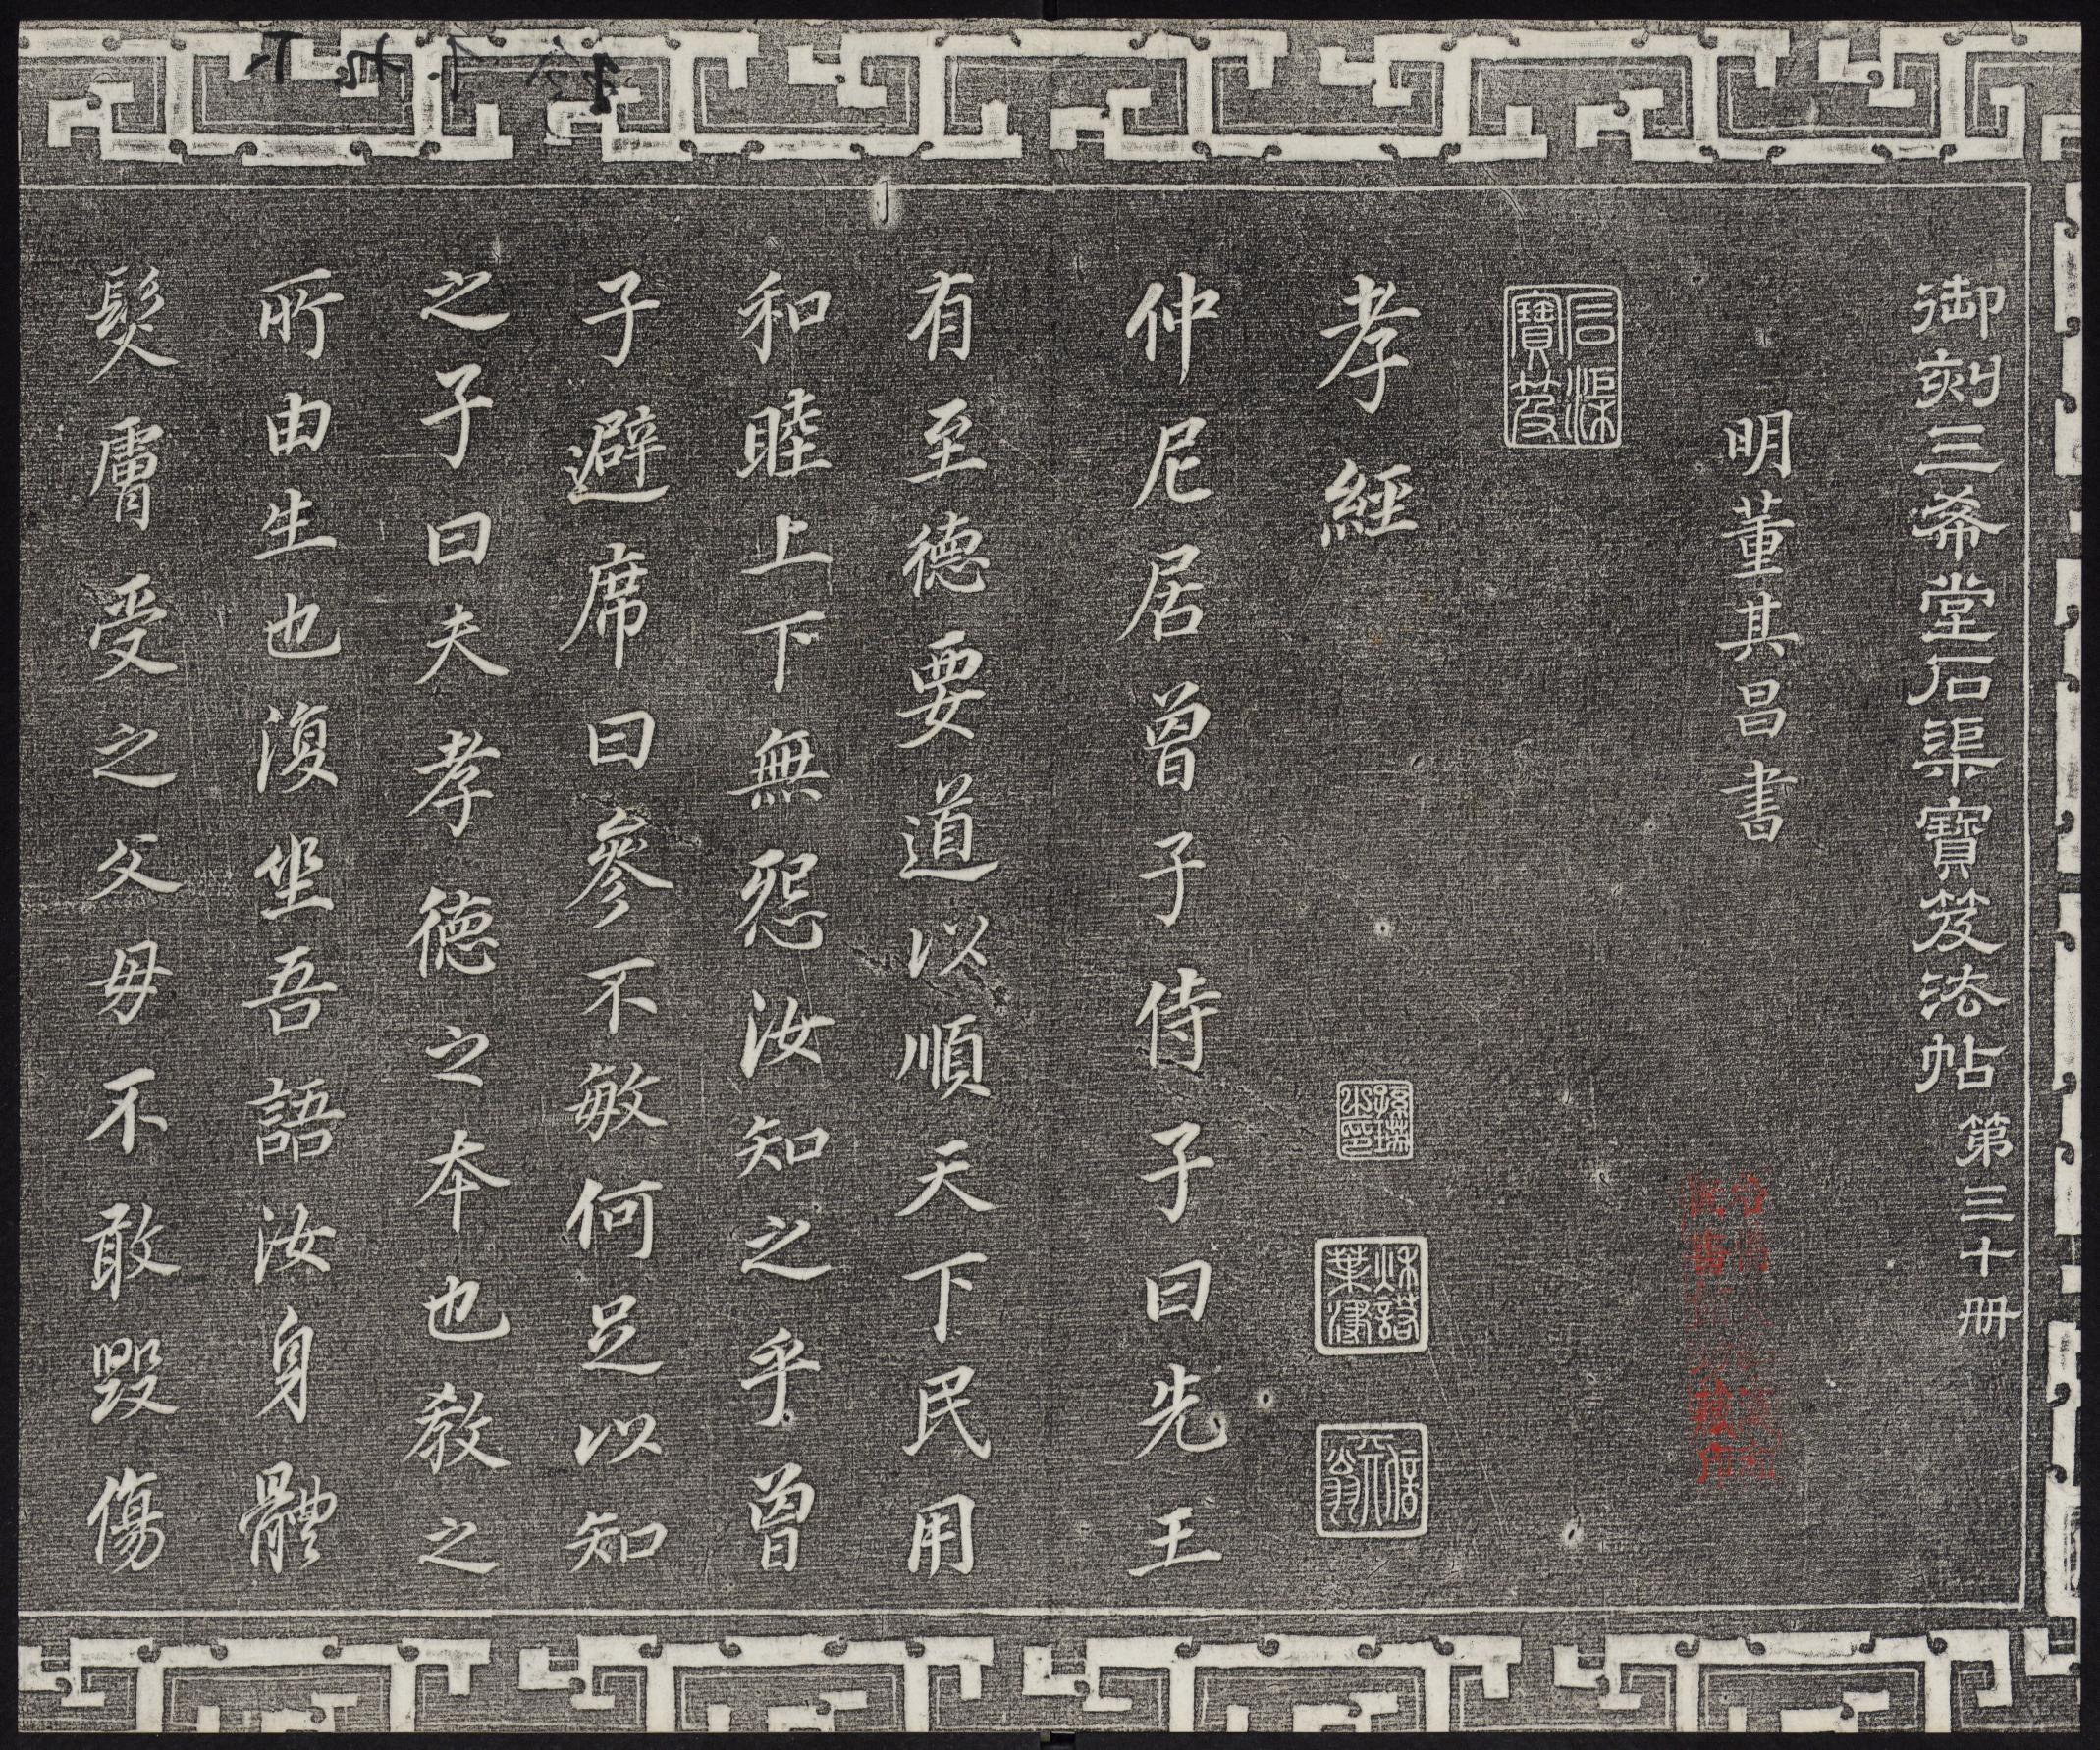 御刻三希堂石渠寶笈法帖第三十冊
明董其昌書
石渠寶笈
孝經
仲尼居曾子侍子曰先王
有至德要道以順天下民用
和睦上下無怨汝知之乎曾
子避席曰參不敏何足以知
之子曰夫孝德之本也教之
所由生也復坐吾語汝身體
髮膚受之父母不敢毀傷